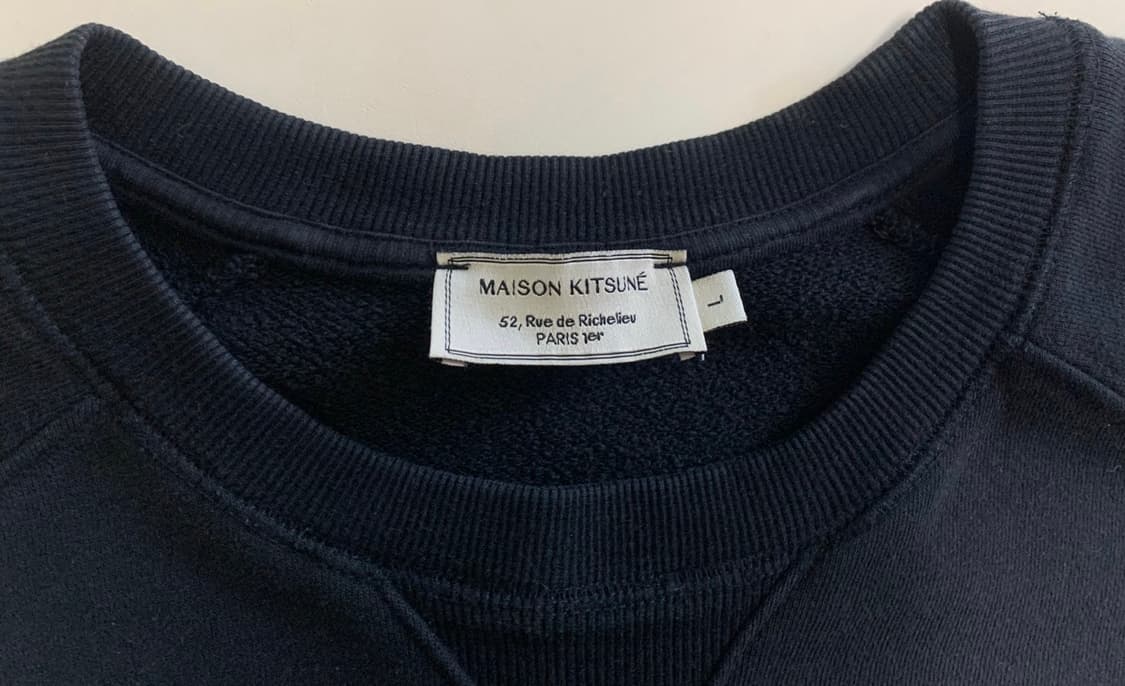 MAISON KITSUNÉ
52, Rue de Richelieu
PARIS 1er
L